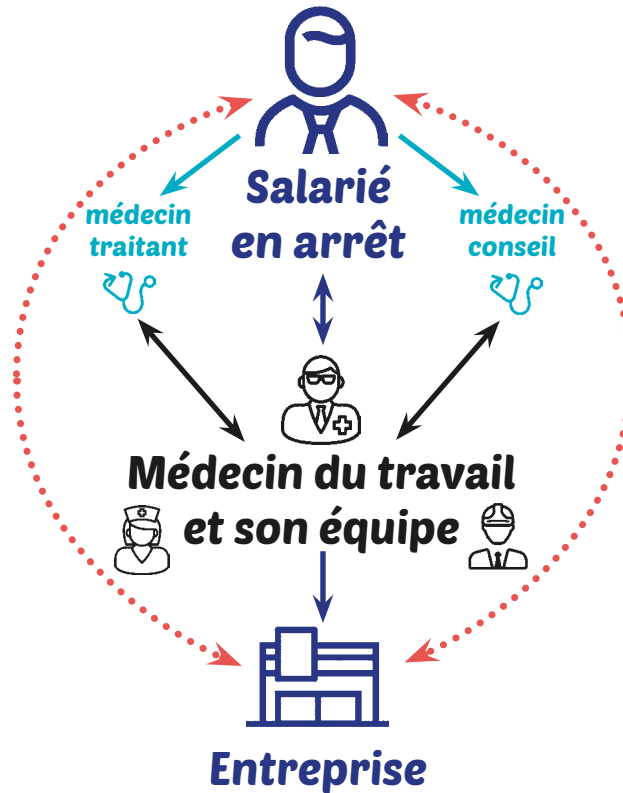 Salarié
en arrêt
médecin
traitant
médecin
conseil
Médecin du travail
et son équipe
Entreprise